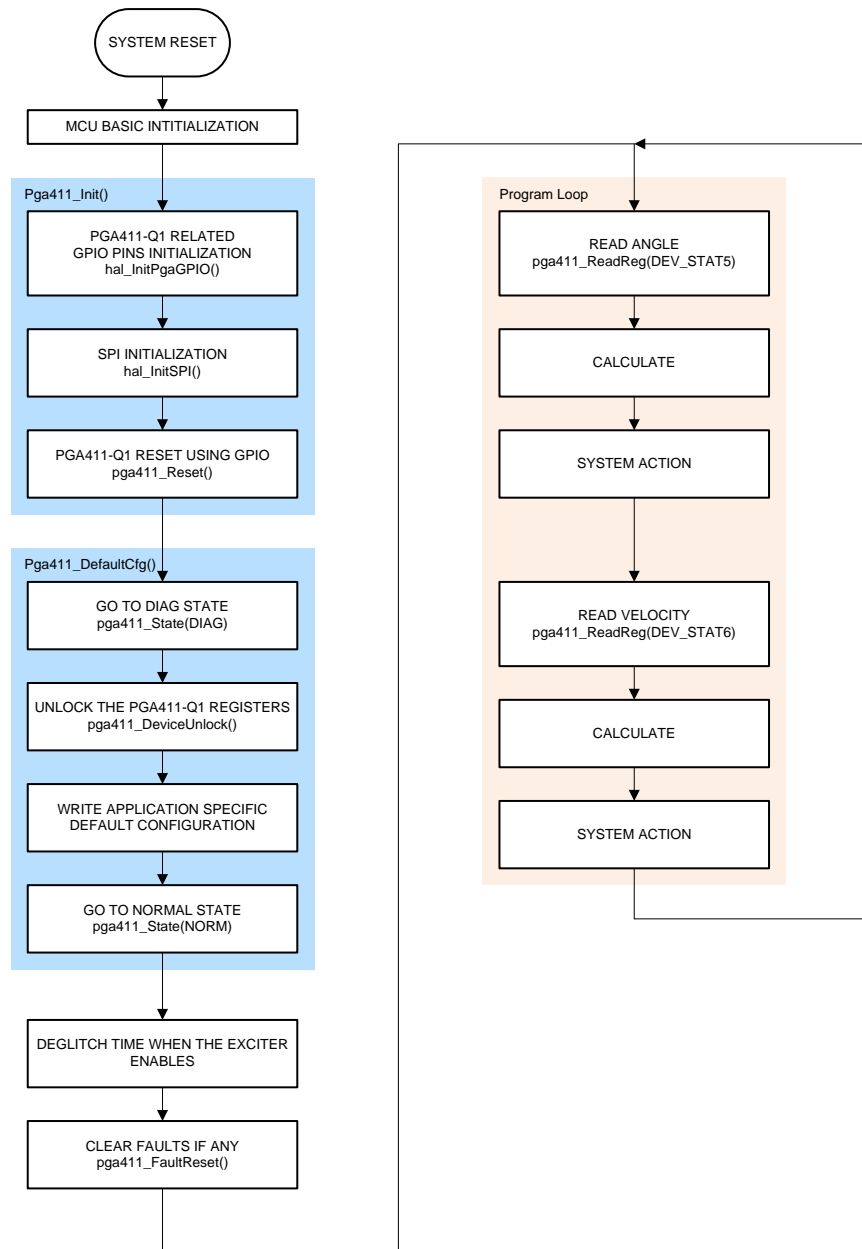 SYSTEM RESET
MCU BASIC INTITIALIZATION
Pga411_Init()
PGA411-Q1 RELATED
GPIO PINS INITIALIZATION
hal_InitPgaGPIO()
SPI INITIALIZATION
hal_InitSPI()
PGA411-Q1 RESET USING GPIO
pga411_Reset()
Pga411_DefaultCfg()
GO TO DIAG STATE
pga411_State(DIAG)
UNLOCK THE PGA411-Q1 REGISTERS
pga411_DeviceUnlock()
WRITE APPLICATION SPECIFIC
DEFAULT CONFIGURATION
GO TO NORMAL STATE
pga411_State(NORM)
DEGLITCH TIME WHEN THE EXCITER
ENABLES
CLEAR FAULTS IF ANY
pga411_FaultReset()
Program Loop
READ ANGLE
pga411_ReadReg(DEV_STAT5)
CALCULATE
SYSTEM ACTION
READ VELOCITY
pga411_ReadReg(DEV_STAT6)
CALCULATE
SYSTEM ACTION